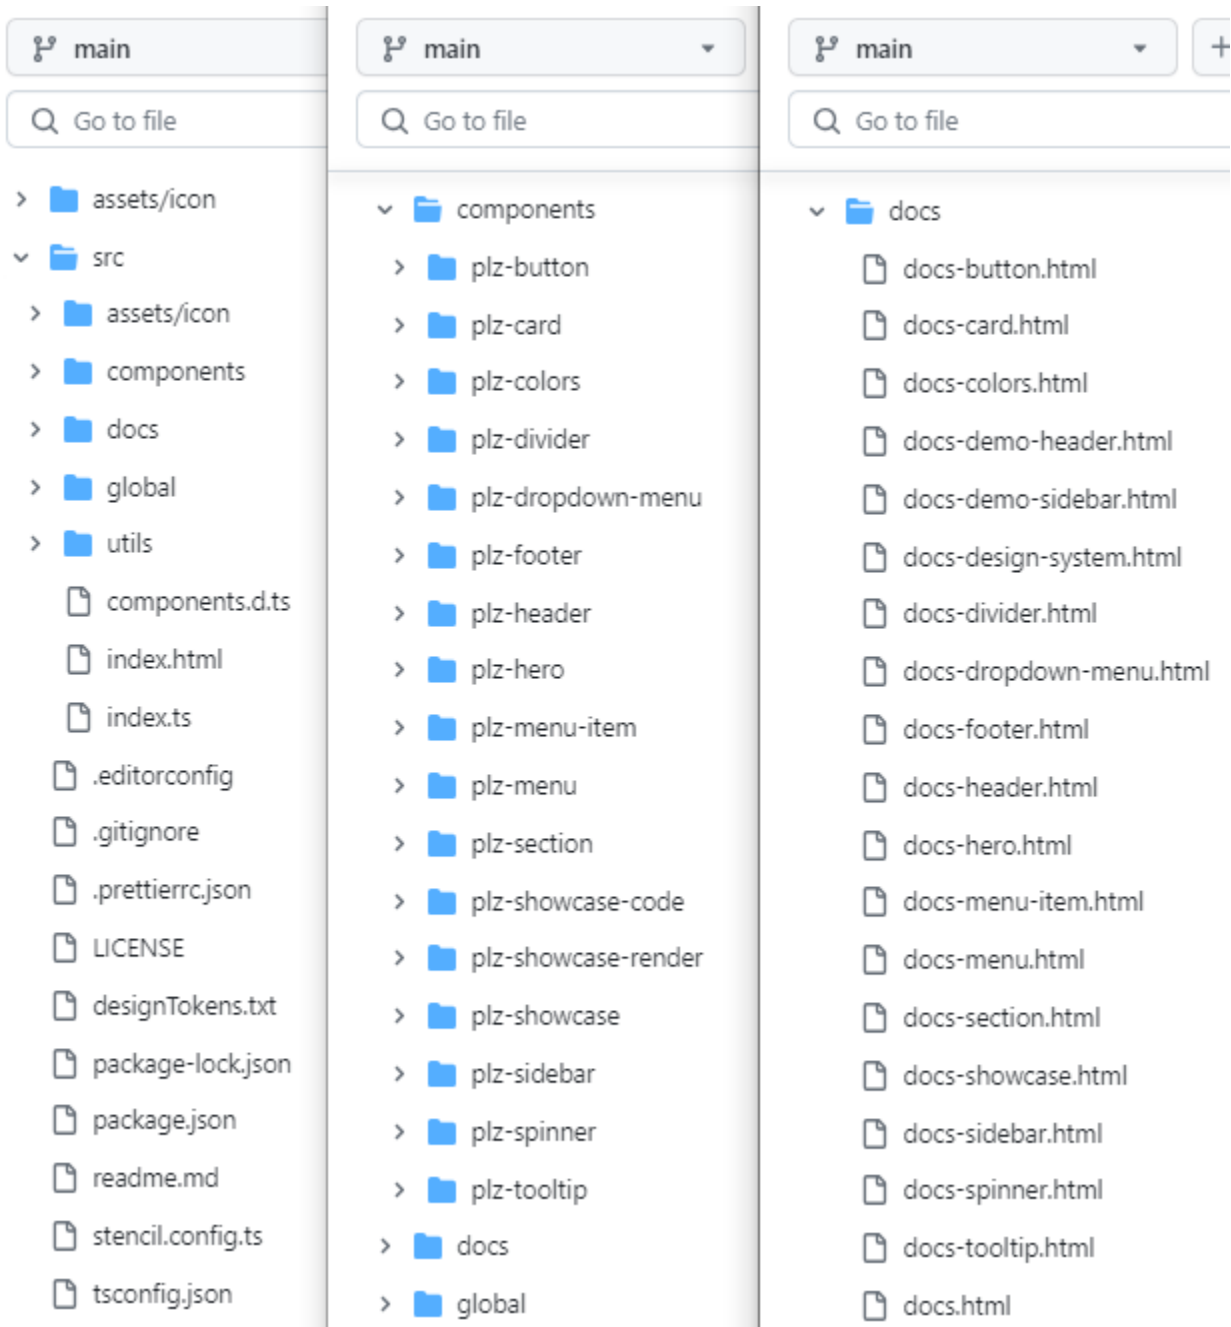 main
Go to file
assets/icon
src
assets/icon
components
docs
global
utils
components.d.ts
index.html
index.ts
.editorconfig
.gitignore
.prettierrc.json
LICENSE
designTokens.txt
package-lock.json
package.json
readme.md
stencil.config.ts
tsconfig.json
main
Go to file
components
plz-button
plz-card
plz-colors
plz-divider
plz-dropdown-menu
plz-footer
plz-header
plz-hero
plz-menu-item
plz-menu
plz-section
plz-showcase-code
plz-showcase-render
plz-showcase
plz-sidebar
plz-spinner
plz-tooltip
docs
global
main
Go to file
docs
docs-button.html
docs-card.html
docs-colors.html
docs-demo-header.html
docs-demo-sidebar.html
docs-design-system.html
docs-divider.html
docs-dropdown-menu.html
docs-footer.html
docs-header.html
docs-hero.html
docs-menu-item.html
docs-menu.html
docs-section.html
docs-showcase.html
docs-sidebar.html
docs-spinner.html
docs-tooltip.html
docs.html